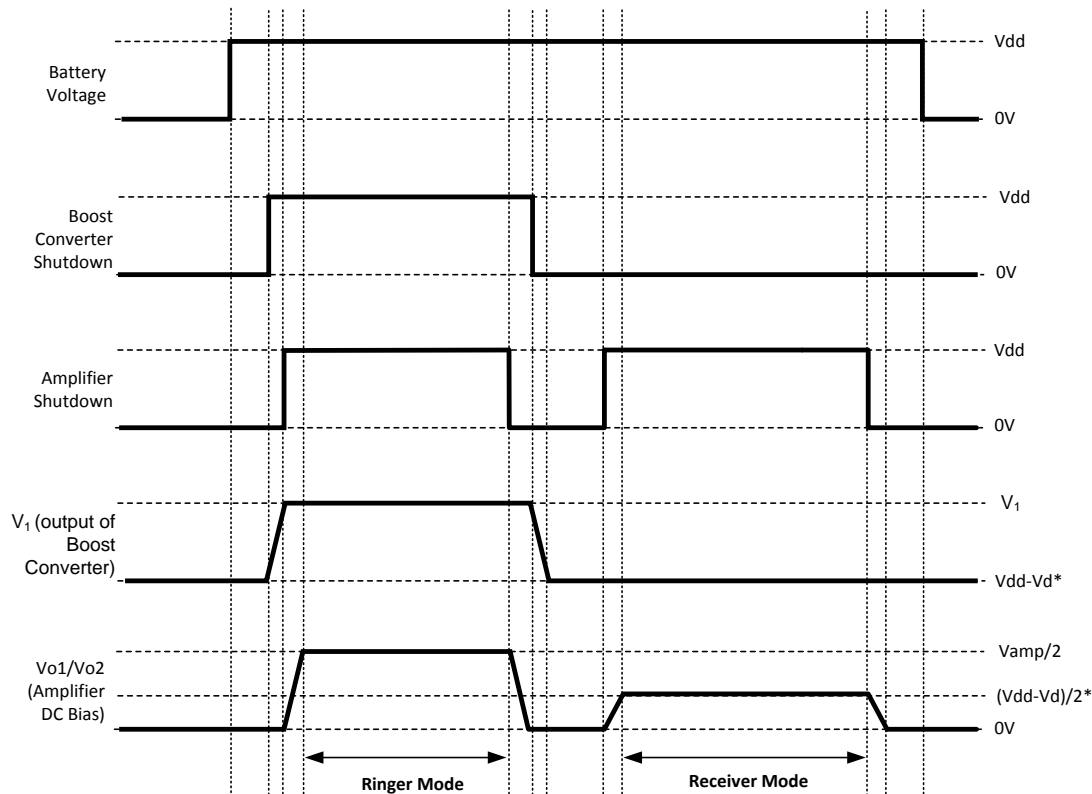 Battery
Voltage
Vdd
0V
Boost
Converter
Shutdown
Vdd
0V
Amplifier
Shutdown
Vdd
0V
V1 (output of
Boost
Converter)
V1
Vdd-Vd*
Vo1/Vo2
(Amplifier
DC Bias)
Vamp/2
(Vdd-Vd)/2*
0V
Ringer Mode
Receiver Mode